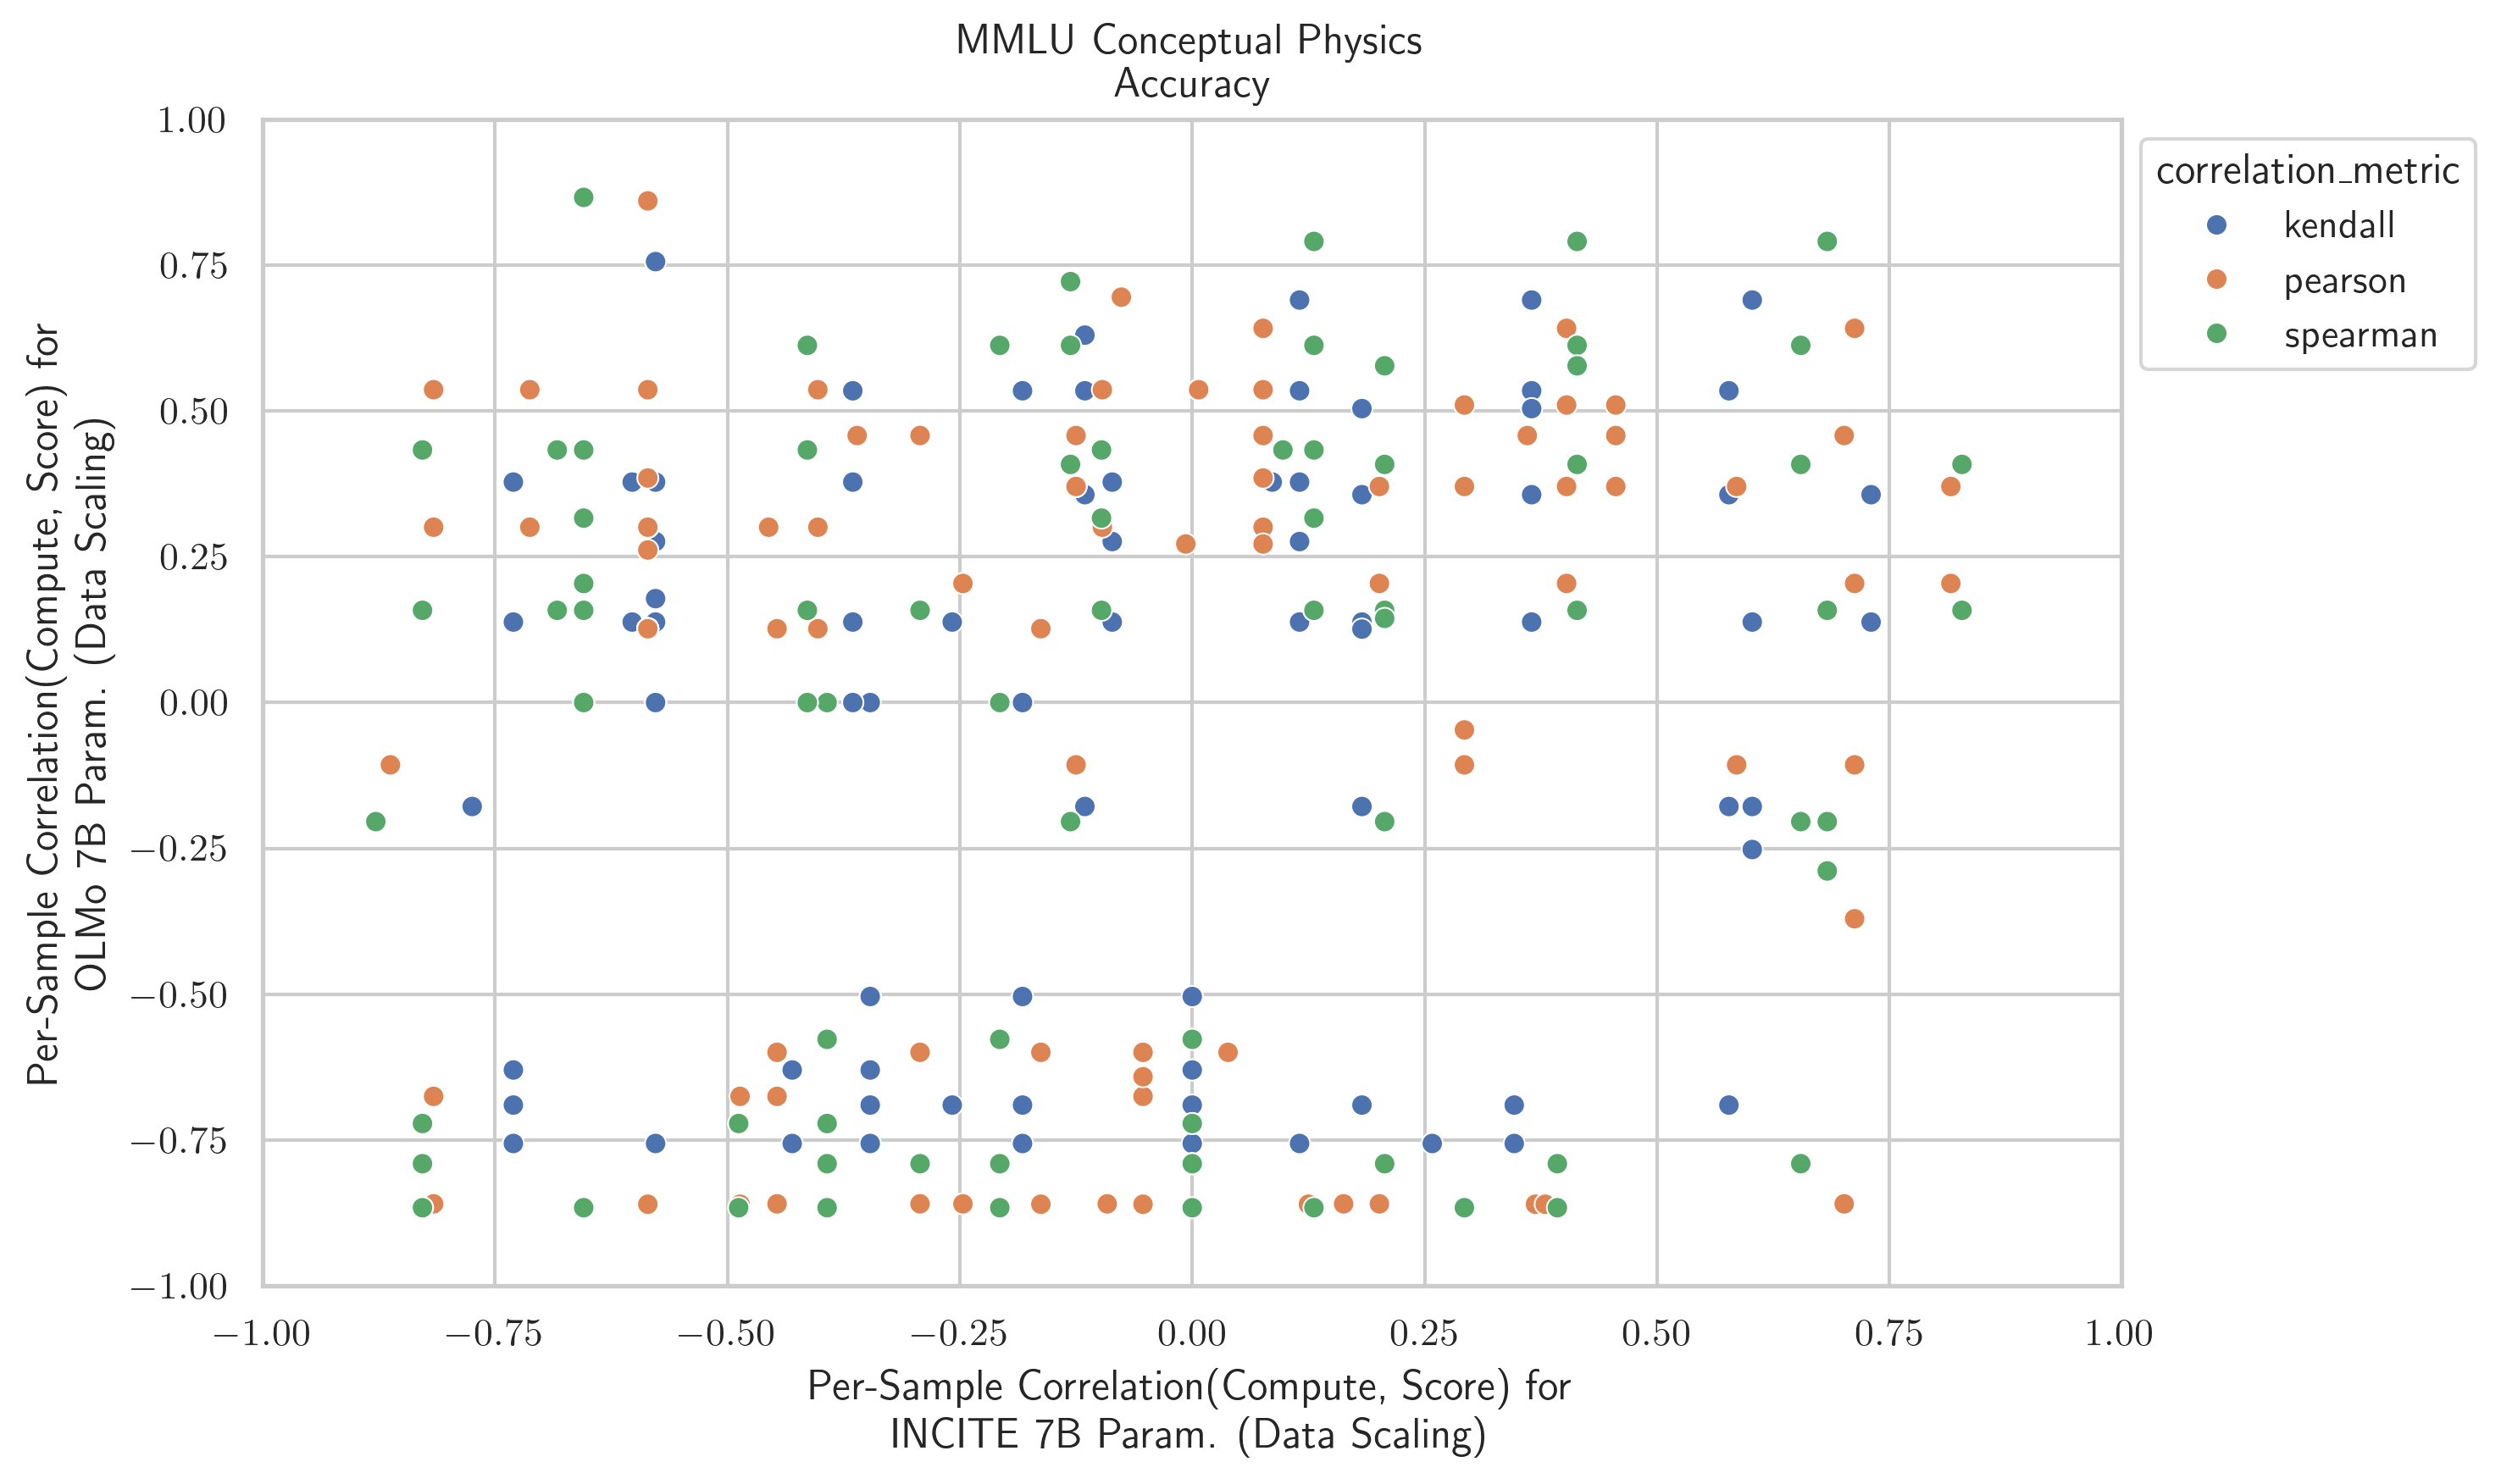 MMLU Conceptual Physics
Accuracy
Per-Sample Correlation(Compute, Score) for
OLMo 7B Param. (Data Scaling)
1.00
0.75
0.50
0.25
0.00
−0.25
−0.50
−0.75
−1.00
−1.00 −0.75 −0.50 −0.25 0.00 0.25 0.50 0.75 1.00
Per-Sample Correlation(Compute, Score) for
INCITE 7B Param. (Data Scaling)
correlation_metric
kendall
pearson
spearman